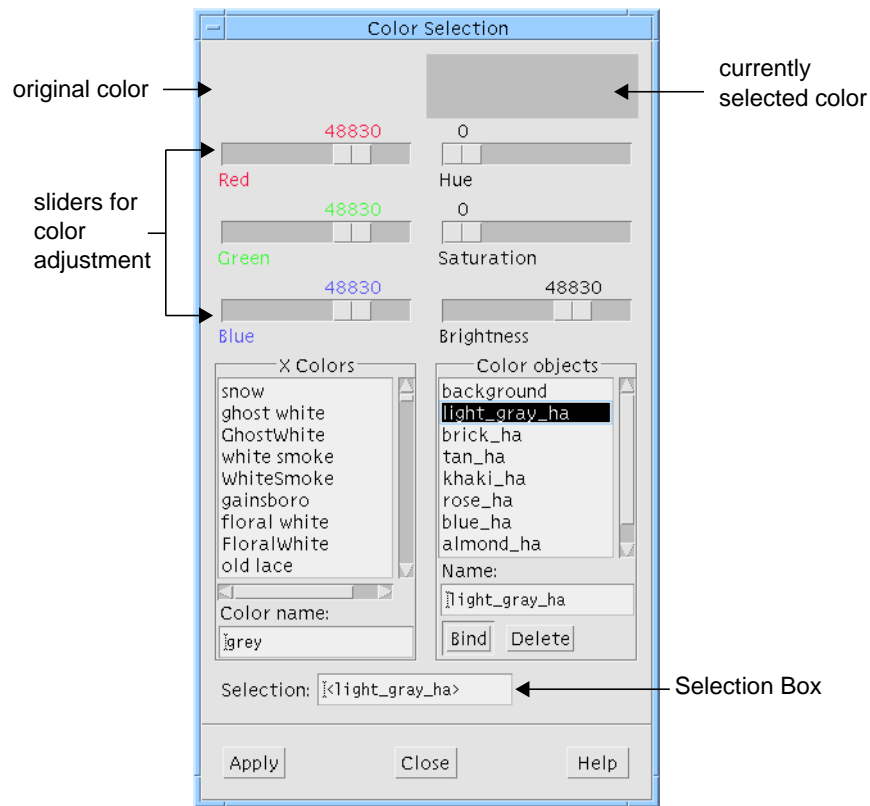 Color Selection
original color
currently
selected color
48830
0
Red
Hue
sliders for
color
adjustment
48830
0
Green
Saturation
48830
48830
Blue
Brightness
X Colors
snow
ghost white
GhostWhite
white smoke
WhiteSmoke
gainsboro
floral white
FloralWhite
old lace
Color name:
grey
Color objects
background
light_gray_ha
brick_ha
tan_ha
khaki_ha
rose_ha
blue_ha
almond_ha
Name:
light_gray_ha
Bind
Delete
Selection:
<light_gray_ha>
Selection Box
Apply
Close
Help